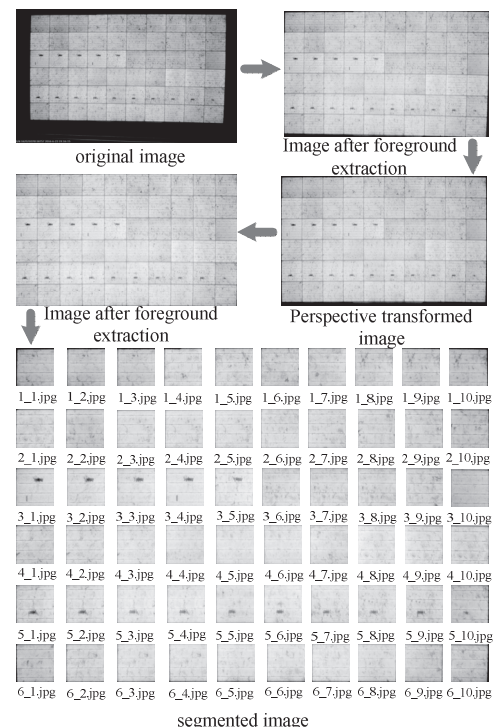 original image
Image after foreground
extraction
Image after foreground
extraction
Perspective transformed
image
1_1.jpg 1_2.jpg 1_3.jpg 1_4.jpg 1_5.jpg 1_6.jpg 1_7.jpg 1_8.jpg 1_9.jpg 1_10.jpg
2_1.jpg 2_2.jpg 2_3.jpg 2_4.jpg 2_5.jpg 2_6.jpg 2_7.jpg 2_8.jpg 2_9.jpg 2_10.jpg
3_1.jpg 3_2.jpg 3_3.jpg 3_4.jpg 3_5.jpg 3_6.jpg 3_7.jpg 3_8.jpg 3_9.jpg 3_10.jpg
4_1.jpg 4_2.jpg 4_3.jpg 4_4.jpg 4_5.jpg 4_6.jpg 4_7.jpg 4_8.jpg 4_9.jpg 4_10.jpg
5_1.jpg 5_2.jpg 5_3.jpg 5_4.jpg 5_5.jpg 5_6.jpg 5_7.jpg 5_8.jpg 5_9.jpg 5_10.jpg
6_1.jpg 6_2.jpg 6_3.jpg 6_4.jpg 6_5.jpg 6_6.jpg 6_7.jpg 6_8.jpg 6_9.jpg 6_10.jpg
segmented image